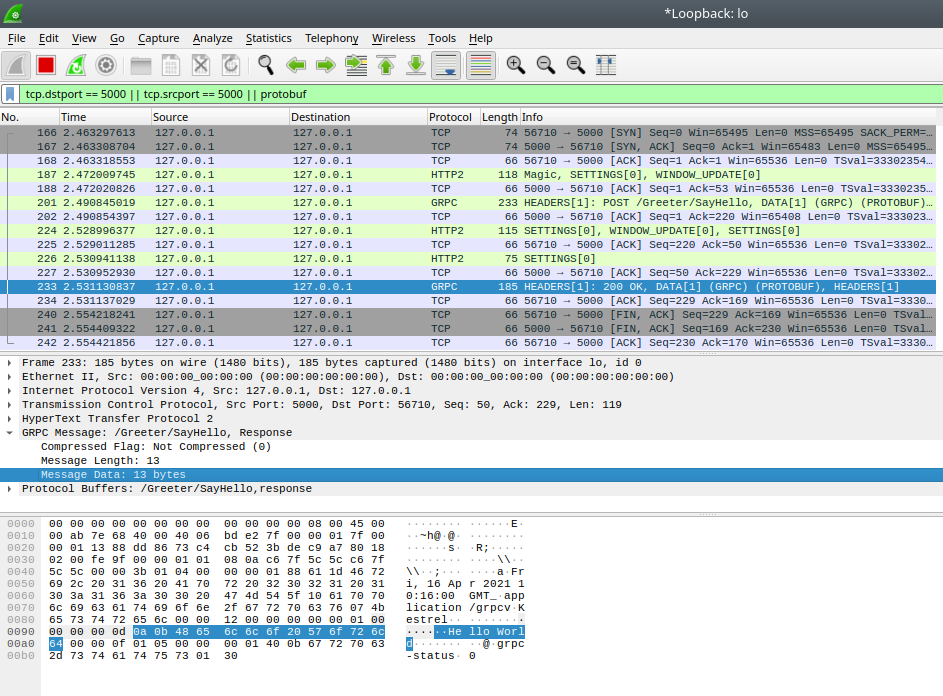 *Loopback: lo
File Edit View Go Capture Analyze Statistics Telephony Wireless Tools Help
tcp.dstport == 5000 || tcp.srcport == 5000 || protobuf
No. Time Source Destination Protocol Length Info
166 2.463297613 127.0.0.1 127.0.0.1 TCP 74 56710 → 5000 [SYN] Seq=0 Win=65495 Len=0 MSS=65495 SACK_PERM=…
167 2.463308704 127.0.0.1 127.0.0.1 TCP 74 5000 → 56710 [SYN, ACK] Seq=0 Ack=1 Win=65483 Len=0 MSS=65495…
168 2.463318553 127.0.0.1 127.0.0.1 TCP 66 56710 → 5000 [ACK] Seq=1 Ack=1 Win=65536 Len=0 TSval=33302354…
187 2.472009745 127.0.0.1 127.0.0.1 HTTP2 118 Magic, SETTINGS[0], WINDOW_UPDATE[0]
188 2.472020826 127.0.0.1 127.0.0.1 TCP 66 5000 → 56710 [ACK] Seq=1 Ack=53 Win=65536 Len=0 TSval=3330235…
201 2.490845019 127.0.0.1 127.0.0.1 GRPC 233 HEADERS[1]: POST /Greeter/SayHello, DATA[1] (GRPC) (PROTOBUF)…
202 2.490854397 127.0.0.1 127.0.0.1 TCP 66 5000 → 56710 [ACK] Seq=1 Ack=220 Win=65408 Len=0 TSval=333023…
224 2.528996377 127.0.0.1 127.0.0.1 HTTP2 115 SETTINGS[0], WINDOW_UPDATE[0], SETTINGS[0]
225 2.529011285 127.0.0.1 127.0.0.1 TCP 66 56710 → 5000 [ACK] Seq=220 Ack=50 Win=65536 Len=0 TSval=33302…
226 2.530941138 127.0.0.1 127.0.0.1 HTTP2 75 SETTINGS[0]
227 2.530952930 127.0.0.1 127.0.0.1 TCP 66 5000 → 56710 [ACK] Seq=50 Ack=229 Win=65536 Len=0 TSval=33302…
233 2.531130837 127.0.0.1 127.0.0.1 GRPC 185 HEADERS[1]: 200 OK, DATA[1] (GRPC) (PROTOBUF), HEADERS[1]
234 2.531137029 127.0.0.1 127.0.0.1 TCP 66 56710 → 5000 [ACK] Seq=229 Ack=169 Win=65536 Len=0 TSval=3330…
240 2.554218241 127.0.0.1 127.0.0.1 TCP 66 56710 → 5000 [FIN, ACK] Seq=229 Ack=169 Win=65536 Len=0 TSval…
241 2.554409322 127.0.0.1 127.0.0.1 TCP 66 5000 → 56710 [FIN, ACK] Seq=169 Ack=230 Win=65536 Len=0 TSval…
242 2.554421856 127.0.0.1 127.0.0.1 TCP 66 56710 → 5000 [ACK] Seq=230 Ack=170 Win=65536 Len=0 TSval=3330…
Frame 233: 185 bytes on wire (1480 bits), 185 bytes captured (1480 bits) on interface lo, id 0
Ethernet II, Src: 00:00:00_00:00:00 (00:00:00:00:00:00), Dst: 00:00:00_00:00:00 (00:00:00:00:00:00)
Internet Protocol Version 4, Src: 127.0.0.1, Dst: 127.0.0.1
Transmission Control Protocol, Src Port: 5000, Dst Port: 56710, Seq: 50, Ack: 229, Len: 119
HyperText Transfer Protocol 2
GRPC Message: /Greeter/SayHello, Response
Compressed Flag: Not Compressed (0)
Message Length: 13
Message Data: 13 bytes
Protocol Buffers: /Greeter/SayHello,response
0000 00 00 00 00 00 00 00 00 00 00 00 00 08 00 45 00 ········ ······E·
0010 00 ab 7e 68 40 00 40 06 bd e2 7f 00 00 01 7f 00 ··~h@·@· ········
0020 00 01 13 88 dd 86 73 c4 cb 52 3b de c9 a7 80 18 ······s· ·R;·····
0030 02 00 fe 9f 00 00 01 01 08 0a c6 7f 5c 5c c6 7f ········ ····\\··
0040 5c 5c 00 00 3b 01 04 00 00 00 01 88 61 1d 46 72 \\··;··· ····a·Fr
0050 69 2c 20 31 36 20 41 70 72 20 32 30 32 31 20 31 i, 16 Ap r 2021 1
0060 30 3a 31 36 3a 30 30 20 47 4d 54 5f 10 61 70 70 0:16:00 GMT_·app
0070 6c 69 63 61 74 69 6f 6e 2f 67 72 70 63 76 07 4b lication /grpcv·K
0080 65 73 74 72 65 6c 00 00 12 00 00 00 00 00 01 00 estrel·· ········
0090 00 00 00 0d 0a 0b 48 65 6c 6c 6f 20 57 6f 72 6c ······He llo Worl
00a0 64 00 00 0f 01 05 00 00 00 01 40 0b 67 72 70 63 d······· ··@·grpc
00b0 2d 73 74 61 74 75 73 01 30 -status· 0